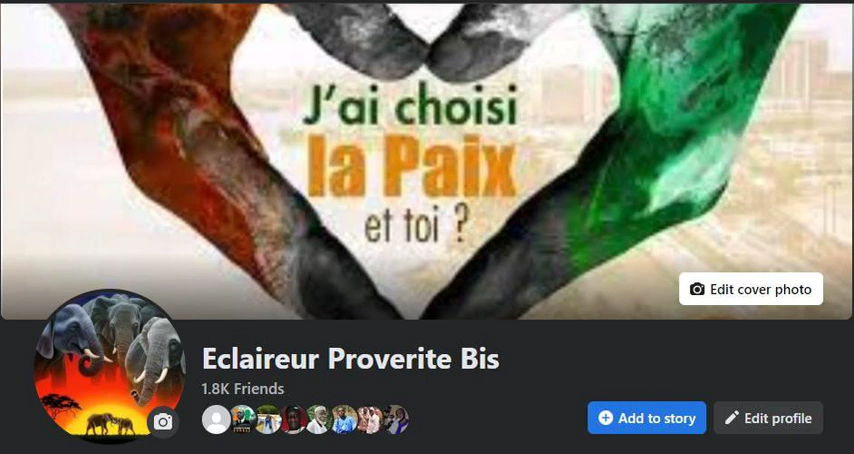 J'ai choisi
la Paix
et toi ?
Edit cover photo
Eclaireur Proverite Bis
1.8K Friends
Add to story
Edit profile